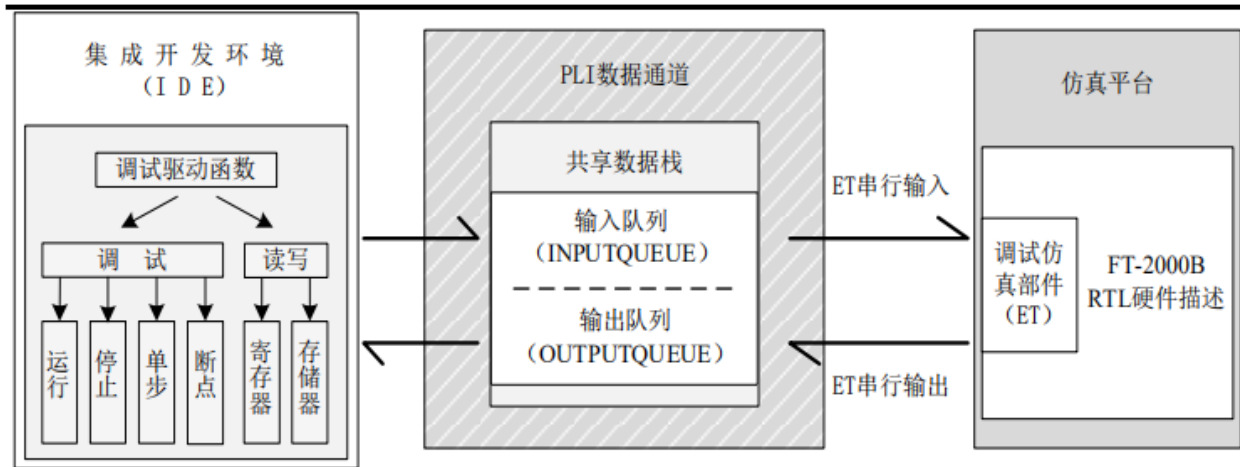 集成开发环境
(IDE)
调试驱动函数
调 试
读写
运行
停止
单步
断点
寄存器
存储器
PLI数据通道
共享数据栈
输入队列
(INPUTQUEUE)
输出队列
(OUTPUTQUEUE)
ET串行输入
ET串行输出
仿真平台
调试仿
真部件
(ET)
FT-2000B
RTL硬件描述